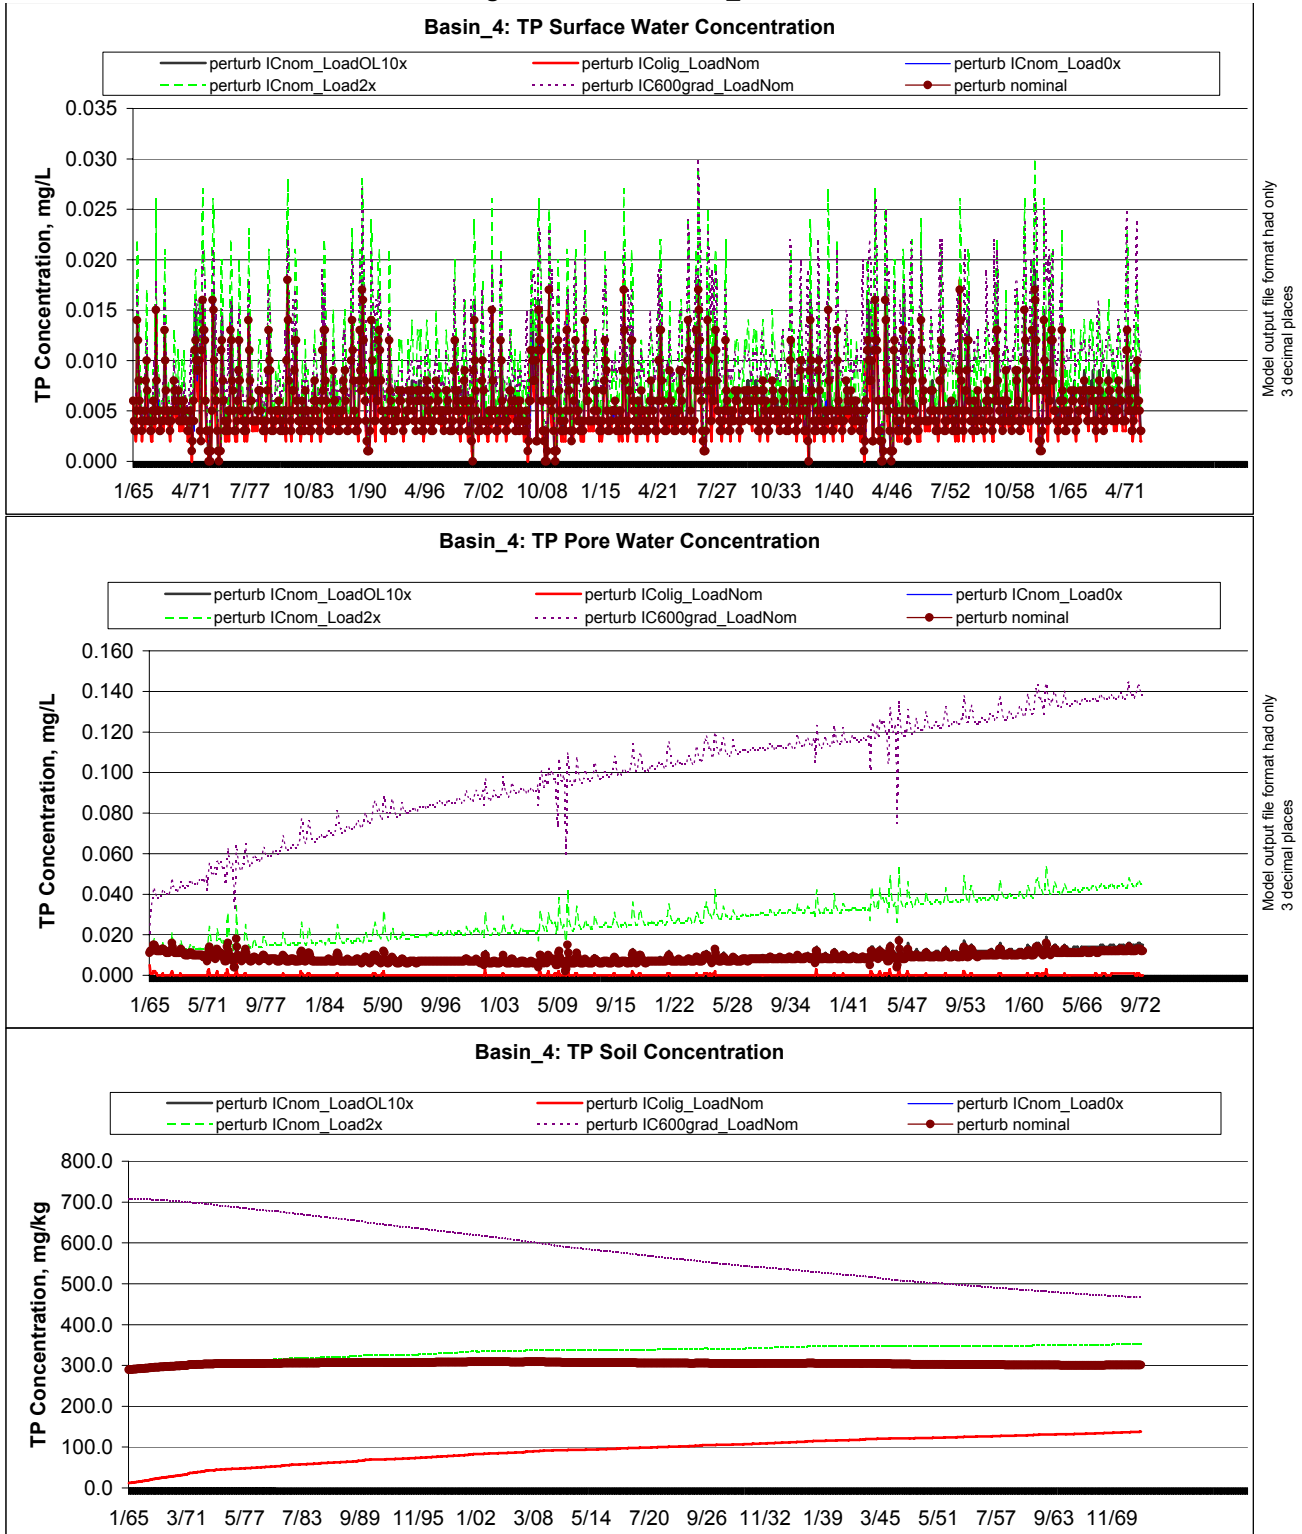 Basin_4: TP Surface Water Concentration
perturb ICnom_LoadOL10x perturb IColig_LoadNom perturb ICnom_Load0x
perturb ICnom_Load2x perturb IC600grad_LoadNom perturb nominal
TP Concentration, mg/L
0.035
0.030
0.025
0.020
0.015
0.010
0.005
0.000
1/65 4/71 7/77 10/83 1/90 4/96 7/02 10/08 1/15 4/21 7/27 10/33 1/40 4/46 7/52 10/58 1/65 4/71
Model output file format had only
3 decimal places
Basin_4: TP Pore Water Concentration
perturb ICnom_LoadOL10x perturb IColig_LoadNom perturb ICnom_Load0x
perturb ICnom_Load2x perturb IC600grad_LoadNom perturb nominal
TP Concentration, mg/L
0.160
0.140
0.120
0.100
0.080
0.060
0.040
0.020
0.000
1/65 5/71 9/77 1/84 5/90 9/96 1/03 5/09 9/15 1/22 5/28 9/34 1/41 5/47 9/53 1/60 5/66 9/72
Model output file format had only
3 decimal places
Basin_4: TP Soil Concentration
perturb ICnom_LoadOL10x perturb IColig_LoadNom perturb ICnom_Load0x
perturb ICnom_Load2x perturb IC600grad_LoadNom perturb nominal
TP Concentration, mg/kg
800.0
700.0
600.0
500.0
400.0
300.0
200.0
100.0
0.0
1/65 3/71 5/77 7/83 9/89 11/95 1/02 3/08 5/14 7/20 9/26 11/32 1/39 3/45 5/51 7/57 9/63 11/69